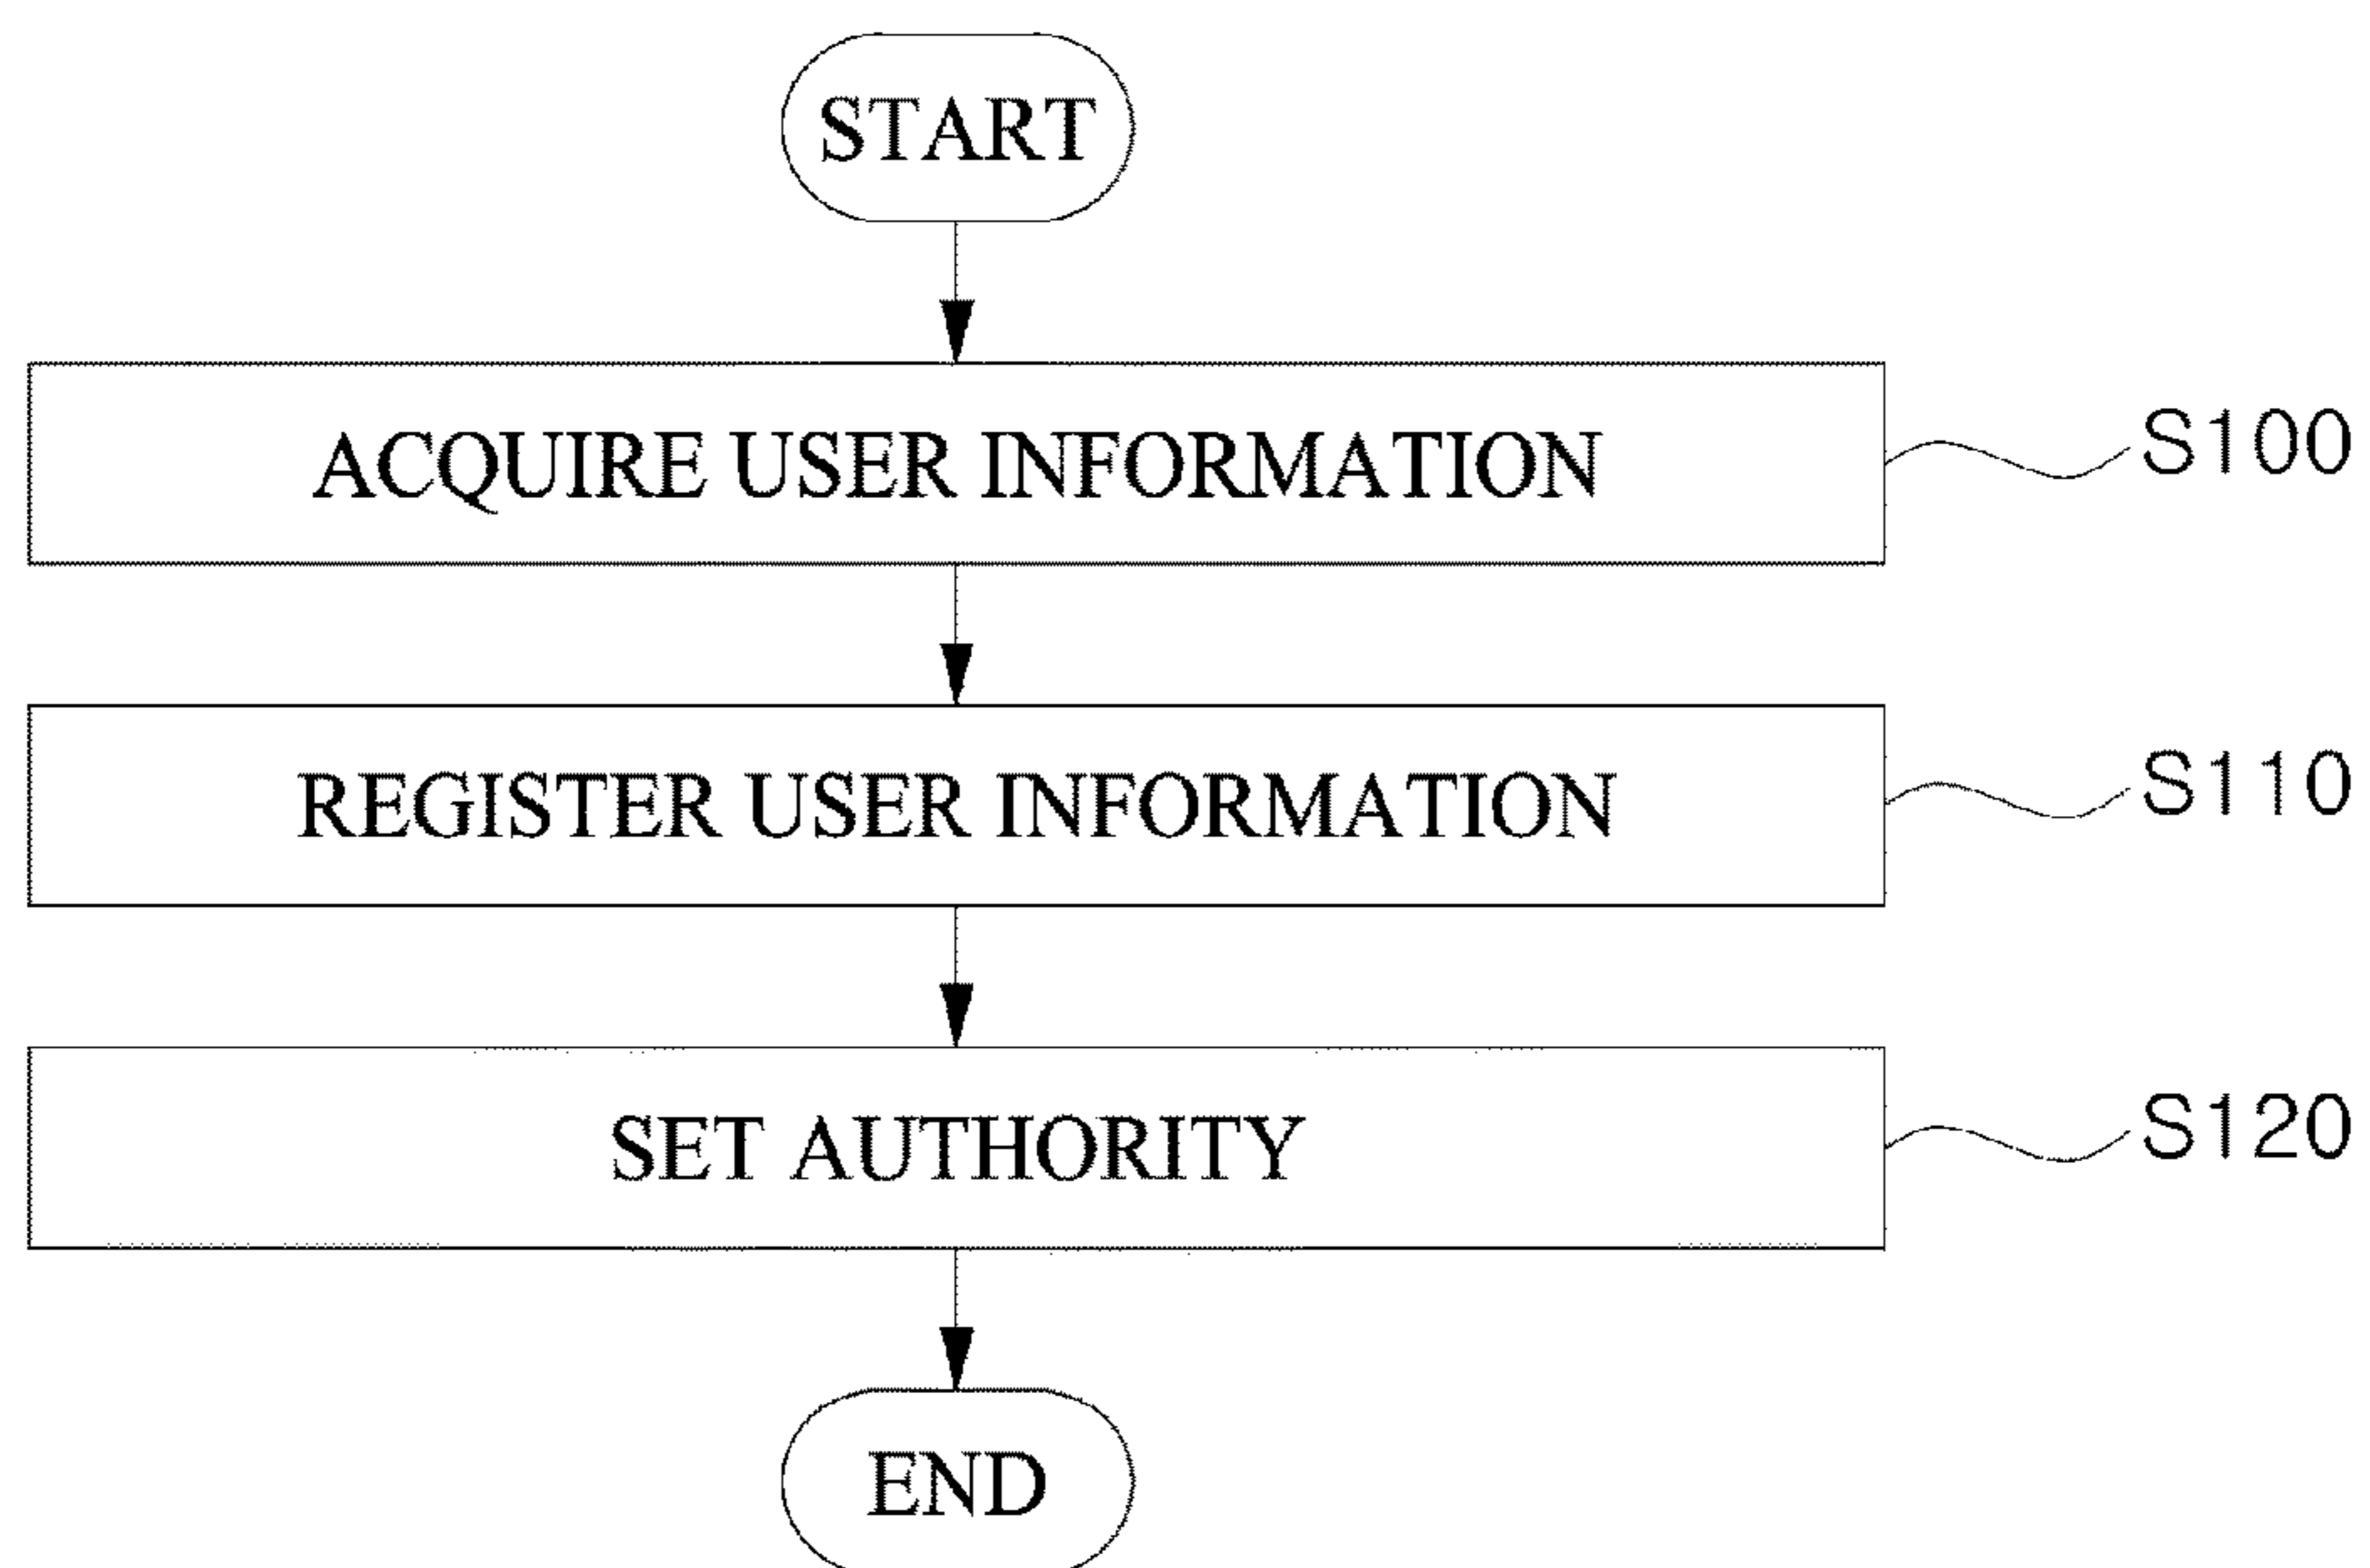 START
ACQUIRE USER INFORMATION
S100
REGISTER USER INFORMATION
S110
SET AUTHORITY
S120
END